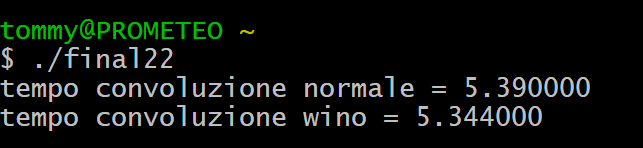 tommy@PROMETEO ~
$ ./final22
tempo convoluzione normale = 5.390000
tempo convoluzione wino = 5.344000